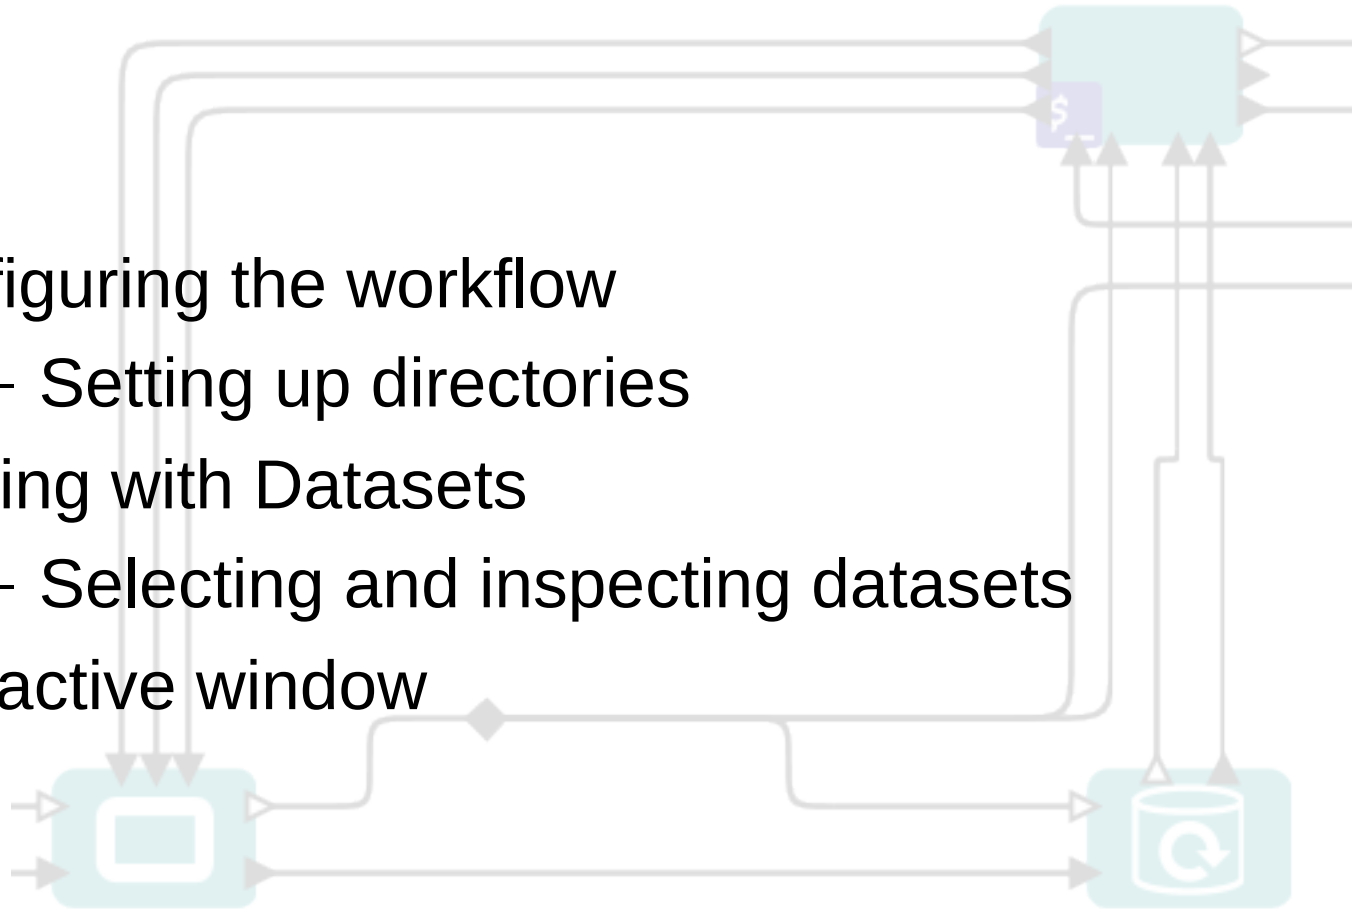 figuring the workflow
– Setting up directories
ing with Datasets
– Selecting and inspecting datasets
active window
$_